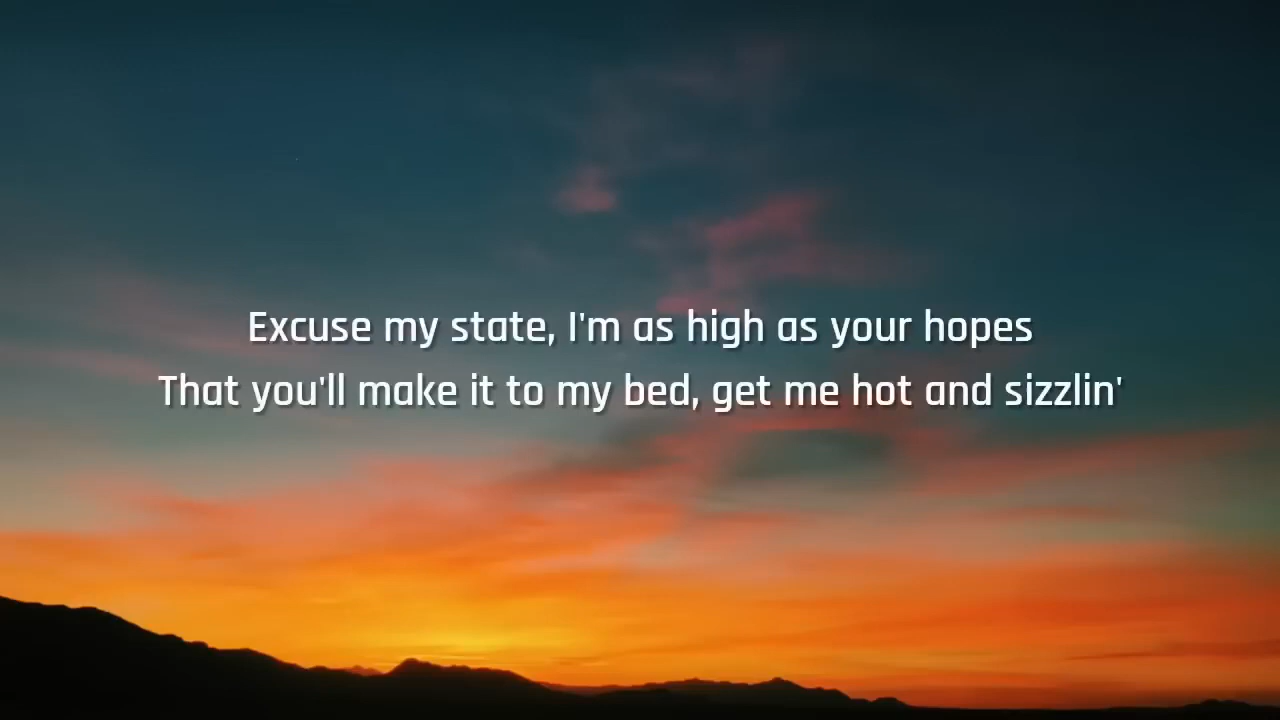 Excuse my state, I'm as high as your hopes
That you'll make it to my bed, get me hot and sizzlin'